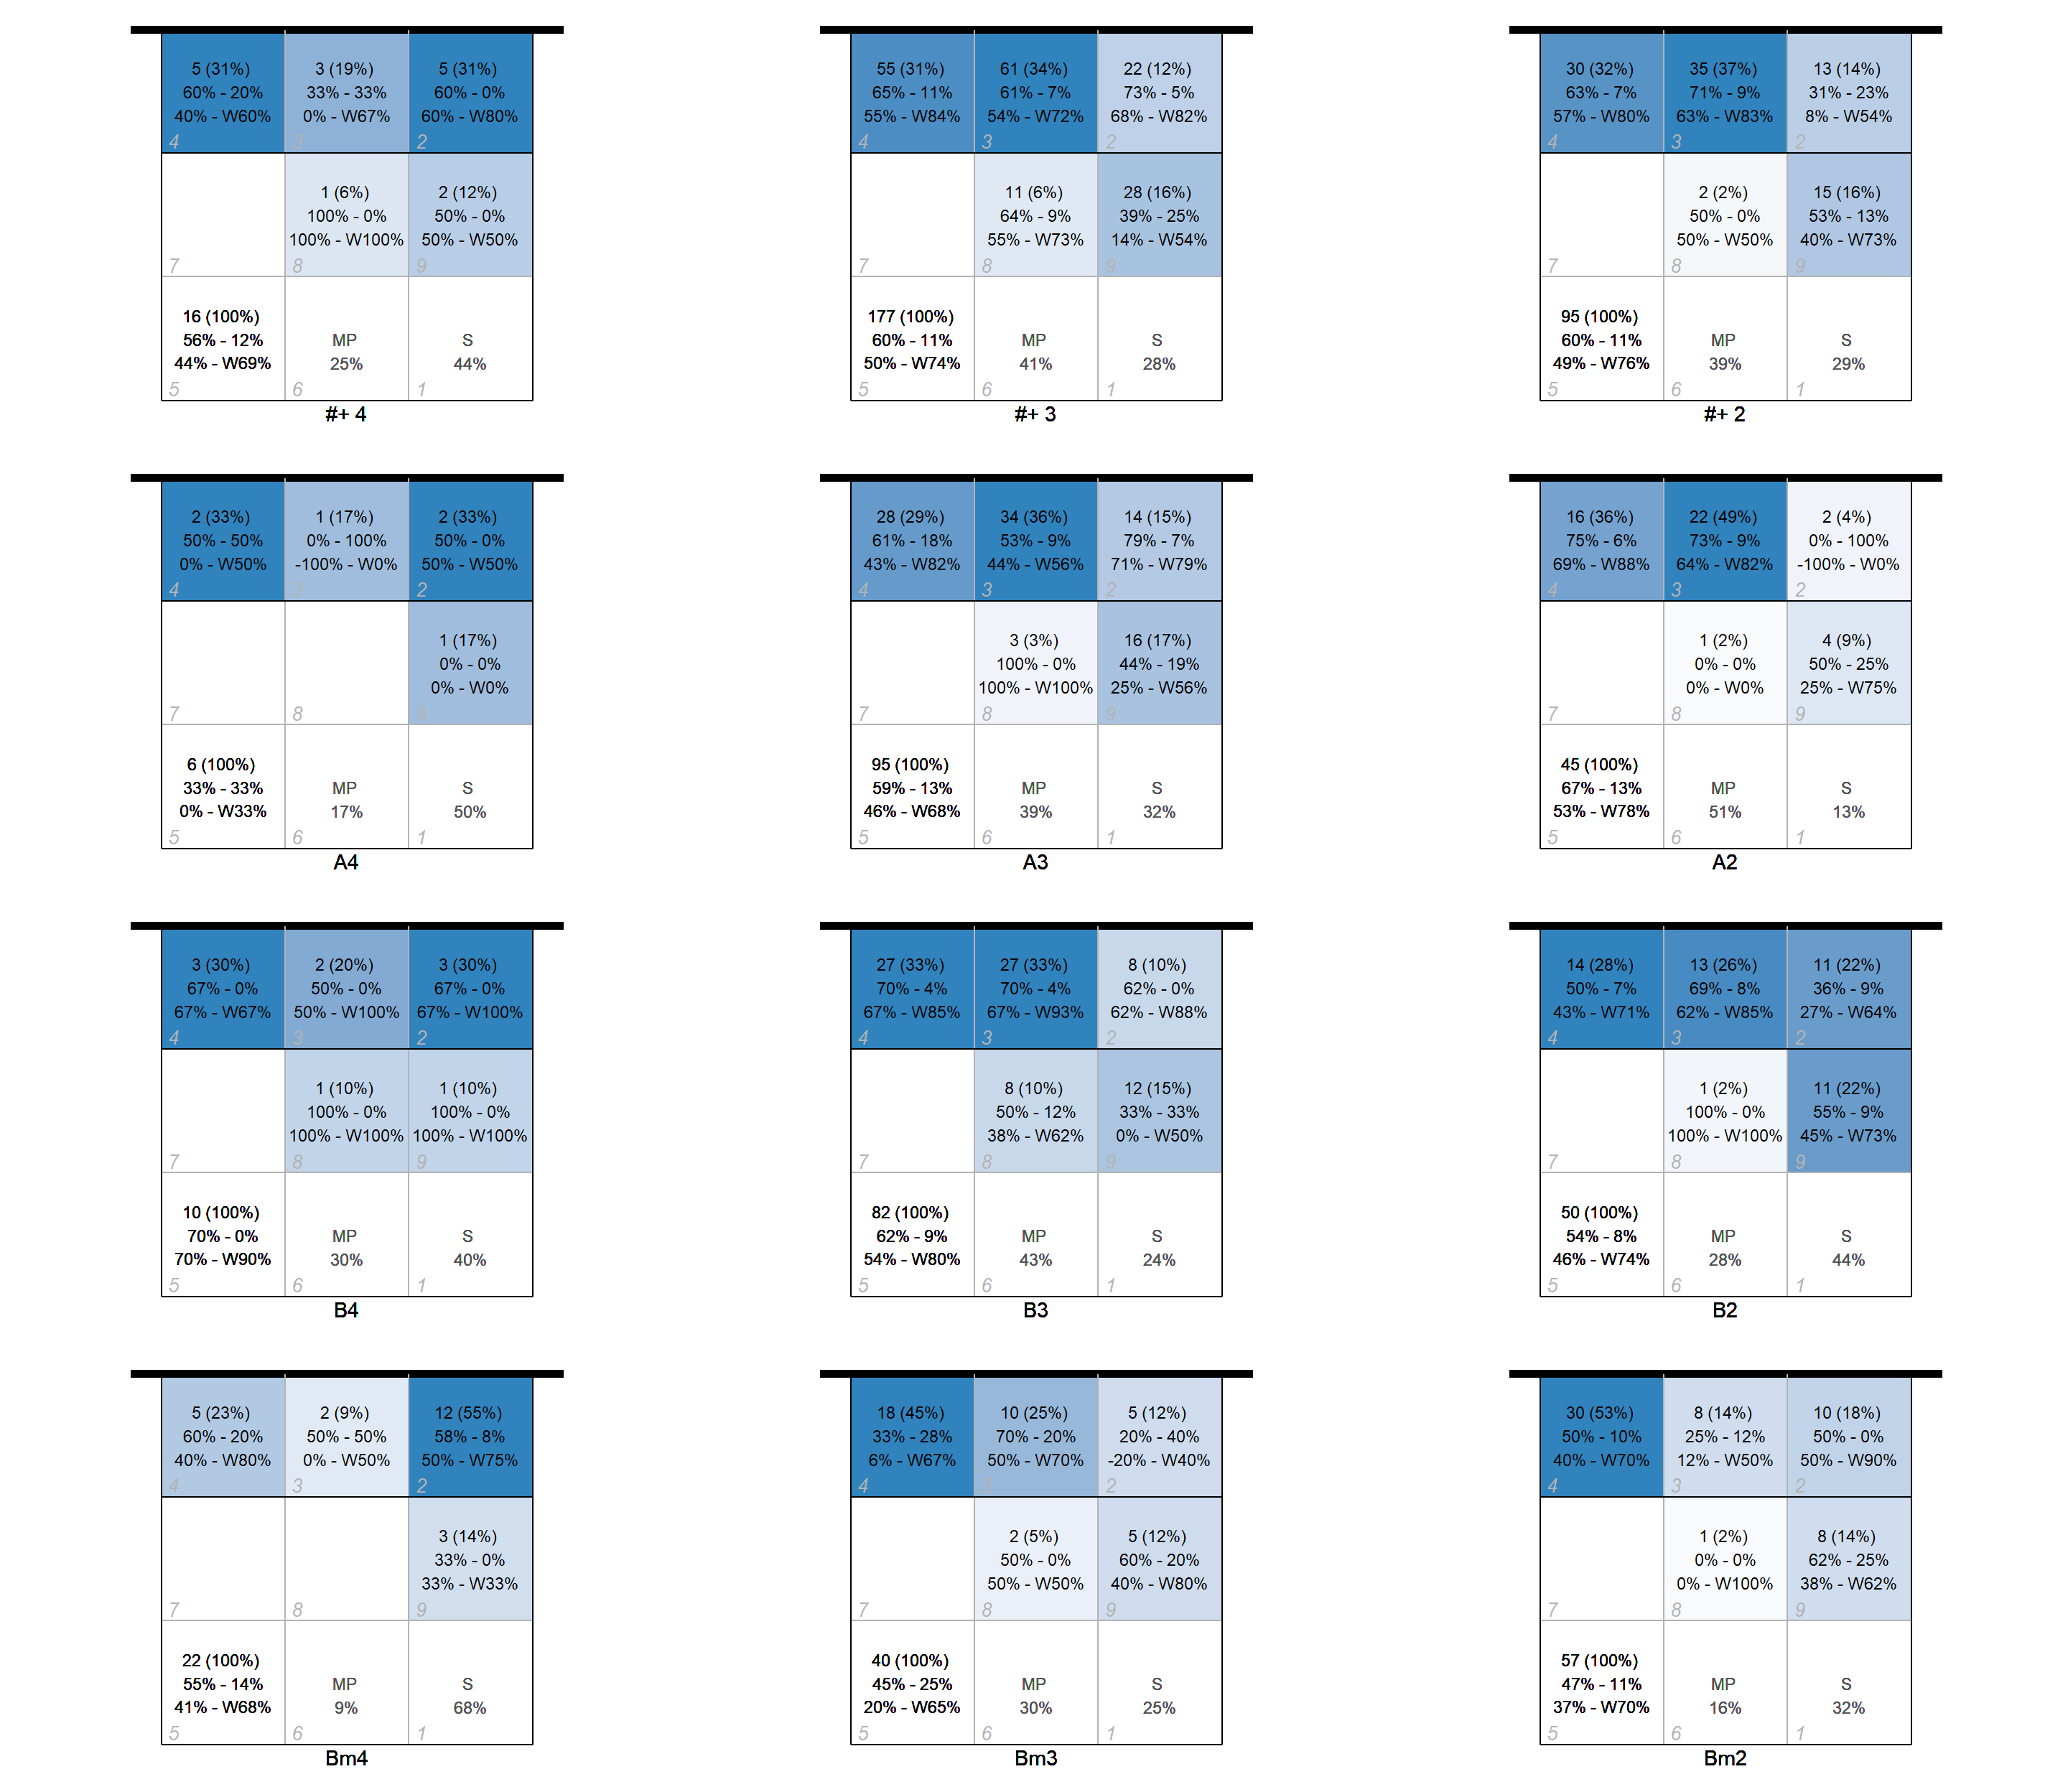 5 (31%)
60% - 20%
40% - W60%
4
3 (19%)
33% - 33%
0% - W67%
3
5 (31%)
60% - 0%
60% - W80%
2
7
1 (6%)
100% - 0%
100% - W100%
8
2 (12%)
50% - 0%
50% - W50%
9
16 (100%)
56% - 12%
44% - W69%
5
MP
25%
6
S
44%
1
#+ 4
55 (31%)
65% - 11%
55% - W84%
4
61 (34%)
61% - 7%
54% - W72%
3
22 (12%)
73% - 5%
68% - W82%
2
7
11 (6%)
64% - 9%
55% - W73%
8
28 (16%)
39% - 25%
14% - W54%
9
177 (100%)
60% - 11%
50% - W74%
5
MP
41%
6
S
28%
1
#+ 3
30 (32%)
63% - 7%
57% - W80%
4
35 (37%)
71% - 9%
63% - W83%
3
13 (14%)
31% - 23%
8% - W54%
2
7
2 (2%)
50% - 0%
50% - W50%
8
15 (16%)
53% - 13%
40% - W73%
9
95 (100%)
60% - 11%
49% - W76%
5
MP
39%
6
S
29%
1
#+ 2
2 (33%)
50% - 50%
0% - W50%
4
1 (17%)
0% - 100%
-100% - W0%
3
2 (33%)
50% - 0%
50% - W50%
2
7
8
1 (17%)
0% - 0%
0% - W0%
9
6 (100%)
33% - 33%
0% - W33%
5
MP
17%
6
S
50%
1
A4
28 (29%)
61% - 18%
43% - W82%
4
34 (36%)
53% - 9%
44% - W56%
3
14 (15%)
79% - 7%
71% - W79%
2
7
3 (3%)
100% - 0%
100% - W100%
8
16 (17%)
44% - 19%
25% - W56%
9
95 (100%)
59% - 13%
46% - W68%
5
MP
39%
6
S
32%
1
A3
16 (36%)
75% - 6%
69% - W88%
4
22 (49%)
73% - 9%
64% - W82%
3
2 (4%)
0% - 100%
-100% - W0%
2
7
1 (2%)
0% - 0%
0% - W0%
8
4 (9%)
50% - 25%
25% - W75%
9
45 (100%)
67% - 13%
53% - W78%
5
MP
51%
6
S
13%
1
A2
3 (30%)
67% - 0%
67% - W67%
4
2 (20%)
50% - 0%
50% - W100%
3
3 (30%)
67% - 0%
67% - W100%
2
7
1 (10%)
100% - 0%
100% - W100%
8
1 (10%)
100% - 0%
100% - W100%
9
10 (100%)
70% - 0%
70% - W90%
5
MP
30%
6
S
40%
1
B4
27 (33%)
70% - 4%
67% - W85%
4
27 (33%)
70% - 4%
67% - W93%
3
8 (10%)
62% - 0%
62% - W88%
2
7
8 (10%)
50% - 12%
38% - W62%
8
12 (15%)
33% - 33%
0% - W50%
9
82 (100%)
62% - 9%
54% - W80%
5
MP
43%
6
S
24%
1
B3
14 (28%)
50% - 7%
43% - W71%
4
13 (26%)
69% - 8%
62% - W85%
3
11 (22%)
36% - 9%
27% - W64%
2
7
1 (2%)
100% - 0%
100% - W100%
8
11 (22%)
55% - 9%
45% - W73%
9
50 (100%)
54% - 8%
46% - W74%
5
MP
28%
6
S
44%
1
B2
5 (23%)
60% - 20%
40% - W80%
4
2 (9%)
50% - 50%
0% - W50%
3
12 (55%)
58% - 8%
50% - W75%
2
7
8
3 (14%)
33% - 0%
33% - W33%
9
22 (100%)
55% - 14%
41% - W68%
5
MP
9%
6
S
68%
1
Bm4
18 (45%)
33% - 28%
6% - W67%
4
10 (25%)
70% - 20%
50% - W70%
3
5 (12%)
20% - 40%
-20% - W40%
2
7
2 (5%)
50% - 0%
50% - W50%
8
5 (12%)
60% - 20%
40% - W80%
9
40 (100%)
45% - 25%
20% - W65%
5
MP
30%
6
S
25%
1
Bm3
30 (53%)
50% - 10%
40% - W70%
4
8 (14%)
25% - 12%
12% - W50%
3
10 (18%)
50% - 0%
50% - W90%
2
7
1 (2%)
0% - 0%
0% - W100%
8
8 (14%)
62% - 25%
38% - W62%
9
57 (100%)
47% - 11%
37% - W70%
5
MP
16%
6
S
32%
1
Bm2